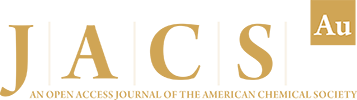 JACS Au
AN OPEN ACCESS JOURNAL OF THE AMERICAN CHEMICAL SOCIETY